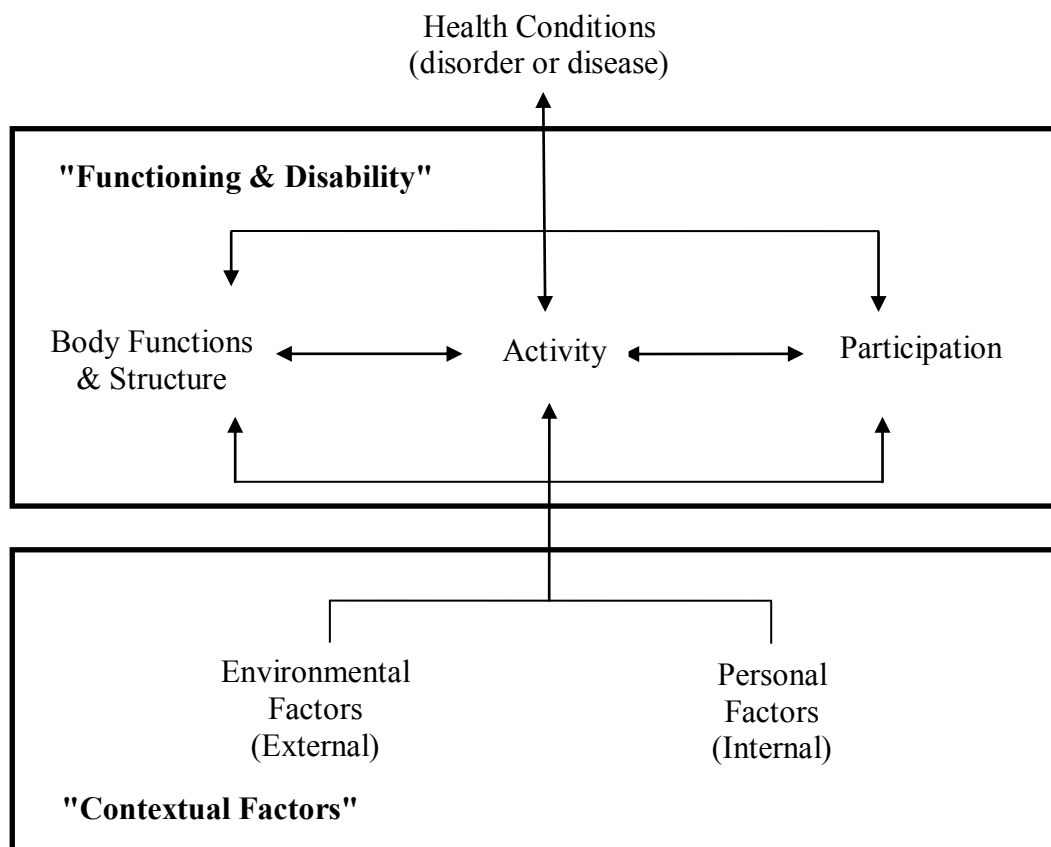 Health Conditions
(disorder or disease)
"Functioning & Disability"
Body Functions
& Structure
Activity
Participation
Environmental
Factors
(External)
Personal
Factors
(Internal)
"Contextual Factors"